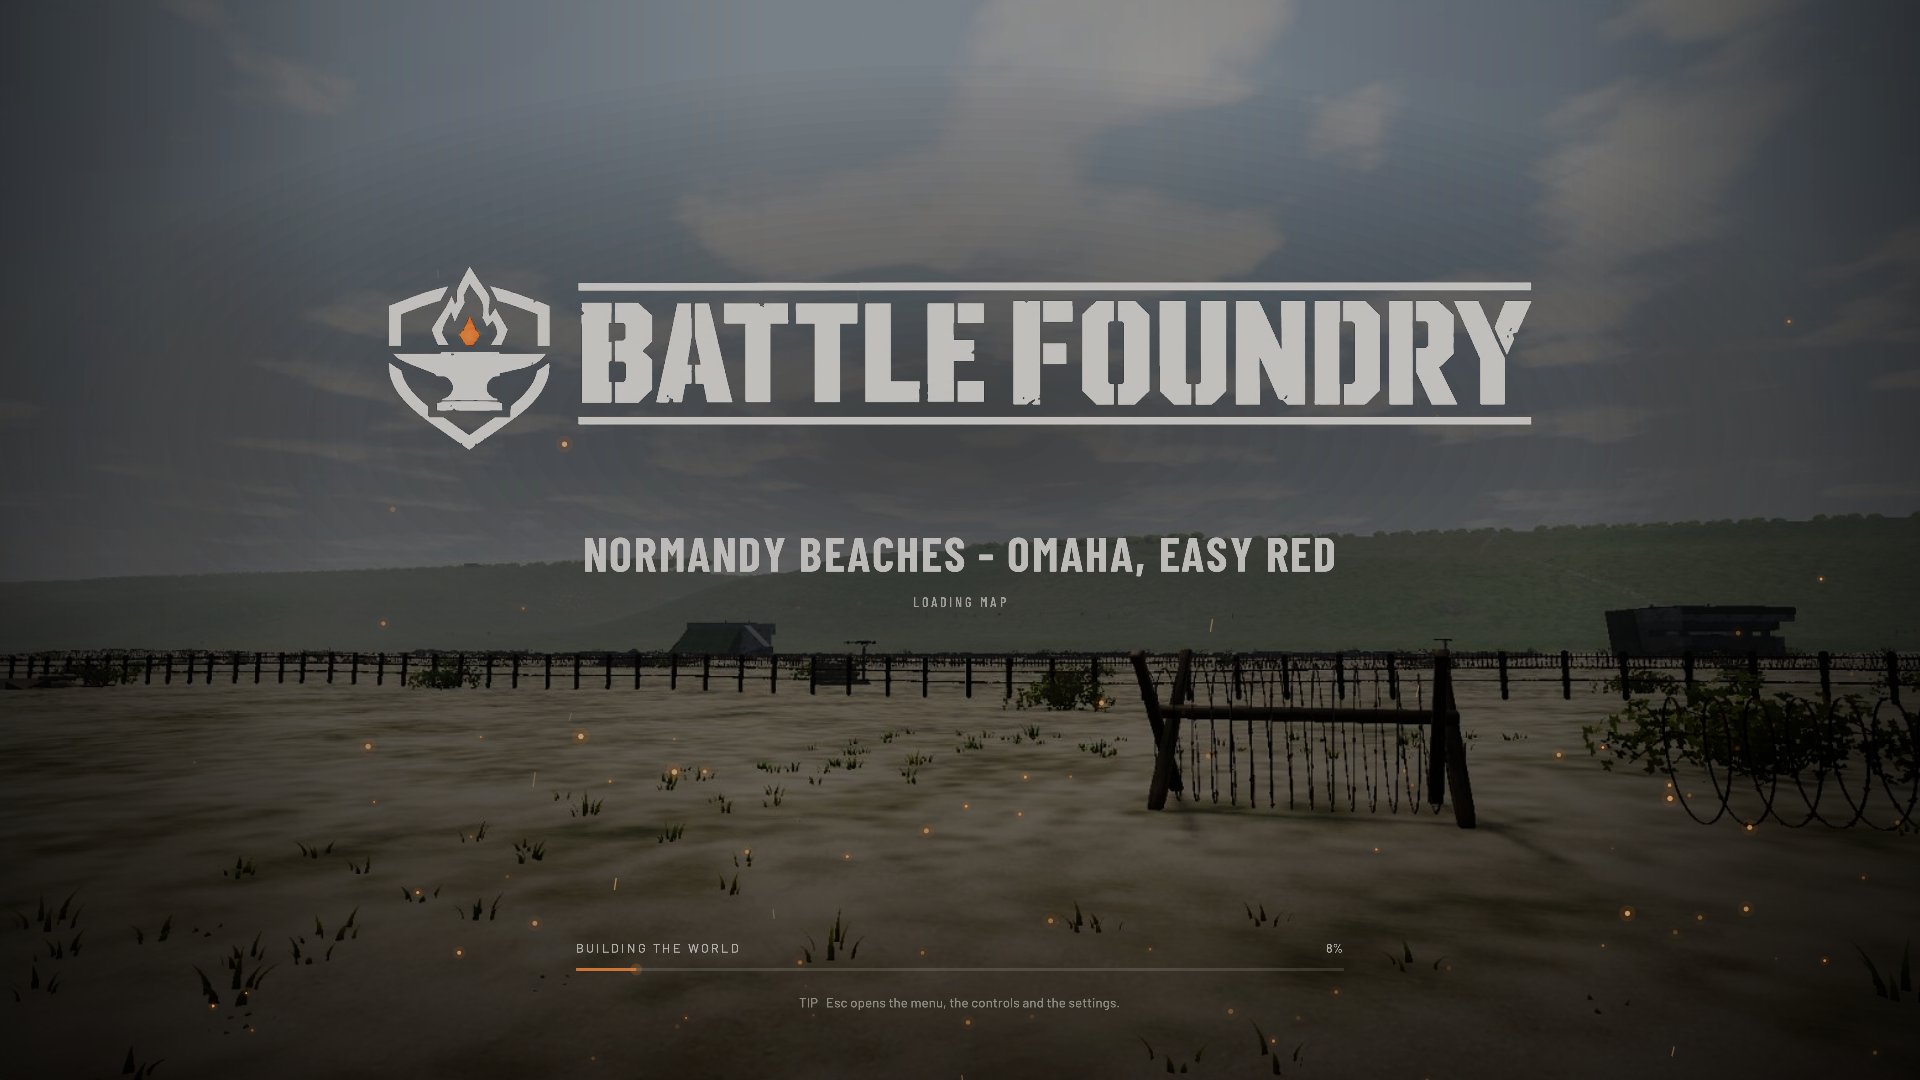 BATTLE FOUNDRY
NORMANDY BEACHES - OMAHA, EASY RED
LOADING MAP
BUILDING THE WORLD 8%
TIP Esc opens the menu, the controls and the settings.